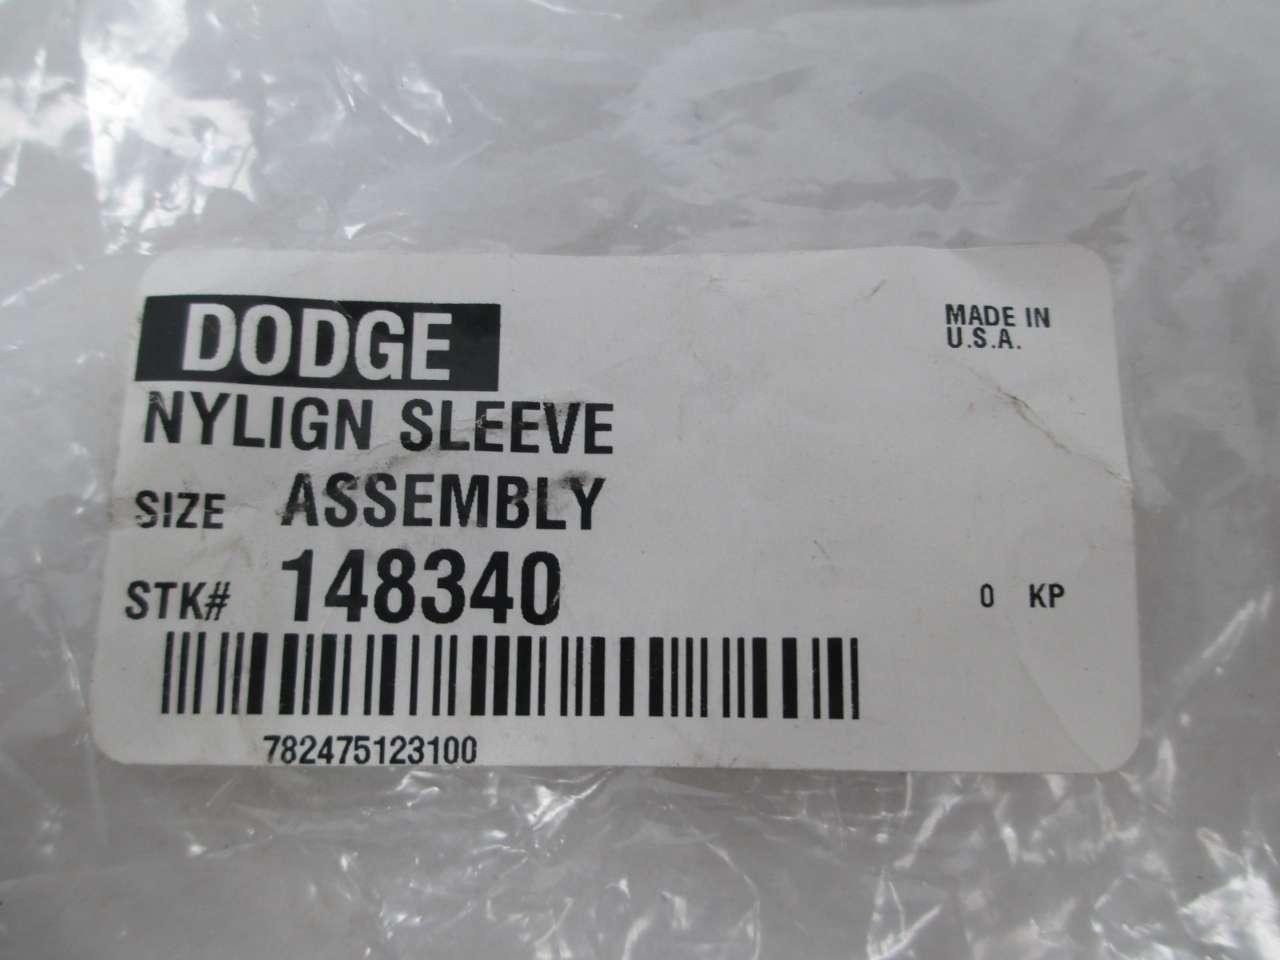 DODGE
MADE IN
U.S.A.
NYLIGN SLEEVE
SIZE ASSEMBLY
STK# 148340 0 KP
782475123100